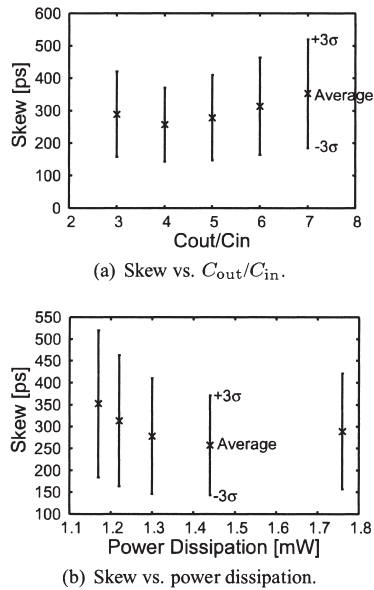 600
500
400
300
200
100
0
Skew [ps]
+3σ
Average
-3σ
2 3 4 5 6 7 8
Cout/Cin
(a) Skew vs. Cout/Cin.
550
500
450
400
350
300
250
200
150
100
Skew [ps]
+3σ
Average
-3σ
1.1 1.2 1.3 1.4 1.5 1.6 1.7 1.8
Power Dissipation [mW]
(b) Skew vs. power dissipation.